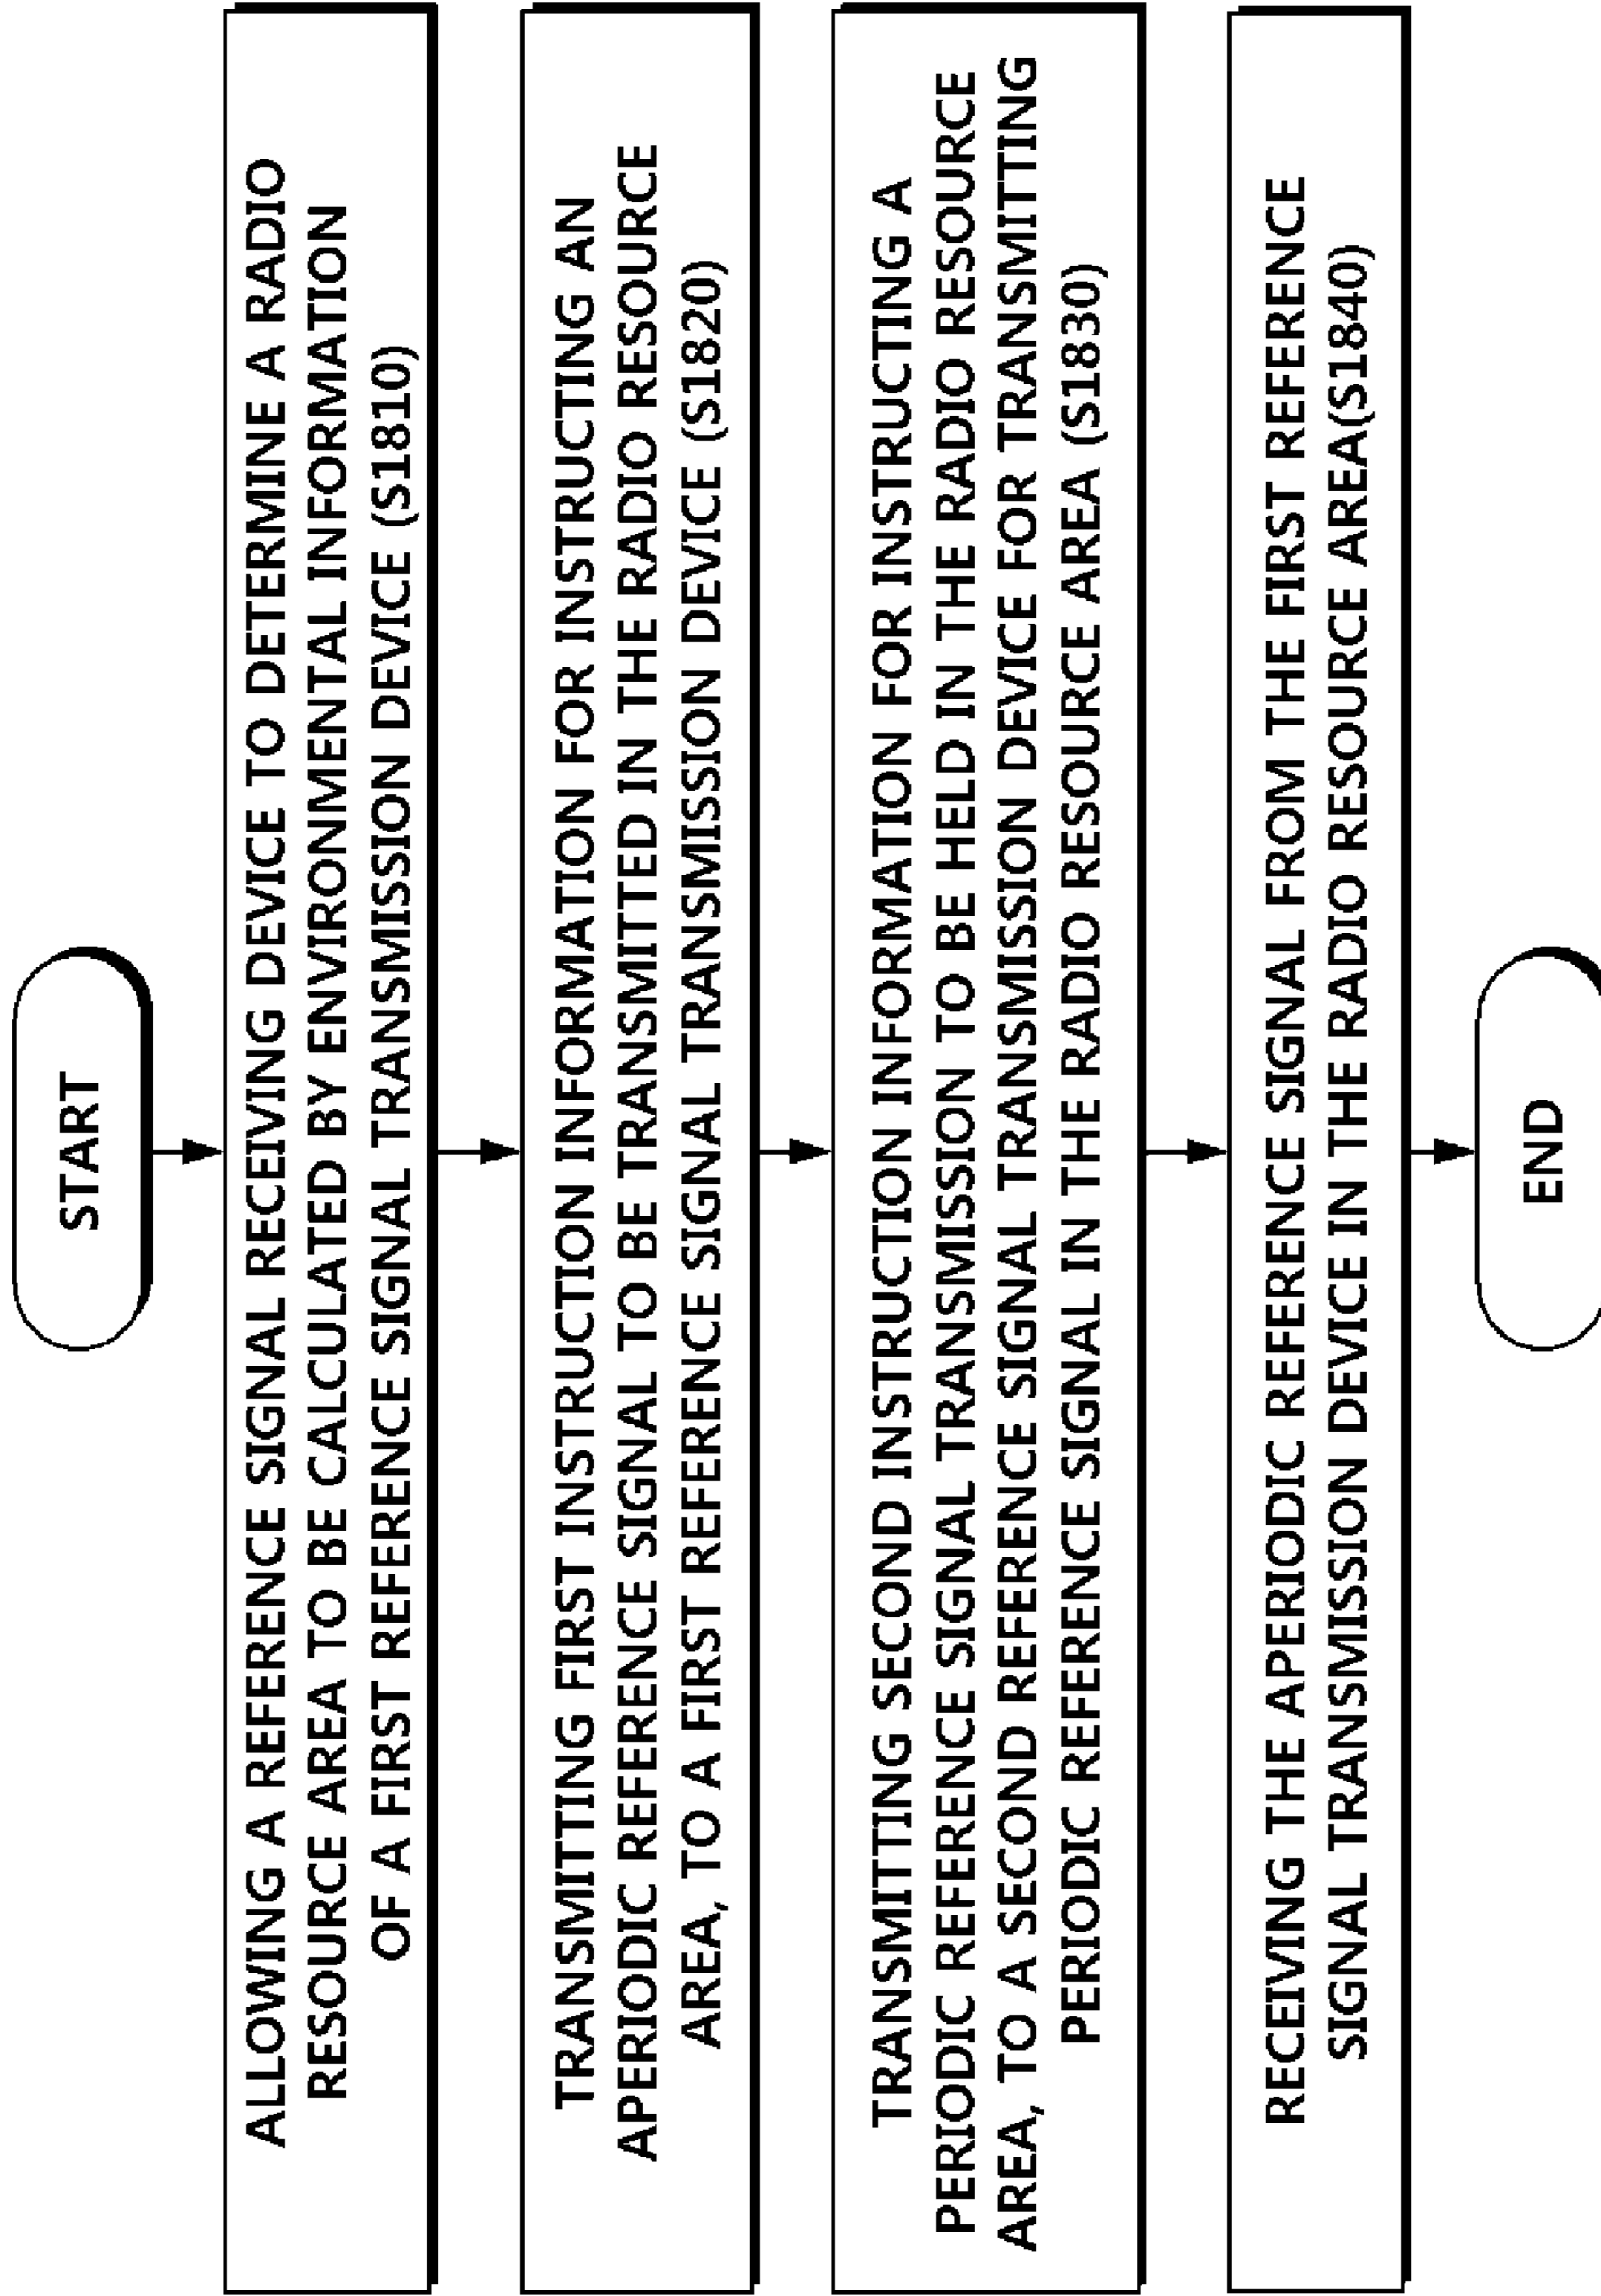 START
ALLOWING A REFERENCE SIGNAL RECEIVING DEVICE TO DETERMINE A RADIO
RESOURCE AREA TO BE CALCULATED BY ENVIRONMENTAL INFORMATION
OF A FIRST REFERENCE SIGNAL TRANSMISSION DEVICE (S1810)
TRANSMITTING FIRST INSTRUCTION INFORMATION FOR INSTRUCTING AN
APERIODIC REFERENCE SIGNAL TO BE TRANSMITTED IN THE RADIO RESOURCE
AREA, TO A FIRST REFERENCE SIGNAL TRANSMISSION DEVICE (S1820)
TRANSMITTING SECOND INSTRUCTION INFORMATION FOR INSTRUCTING A
PERIODIC REFERENCE SIGNAL TRANSMISSION TO BE HELD IN THE RADIO RESOURCE
AREA, TO A SECOND REFERENCE SIGNAL TRANSMISSION DEVICE FOR TRANSMITTING
PERIODIC REFERENCE SIGNAL IN THE RADIO RESOURCE AREA (S1830)
RECEIVING THE APERIODIC REFERENCE SIGNAL FROM THE FIRST REFERENCE
SIGNAL TRANSMISSION DEVICE IN THE RADIO RESOURCE AREA(S1840)
END